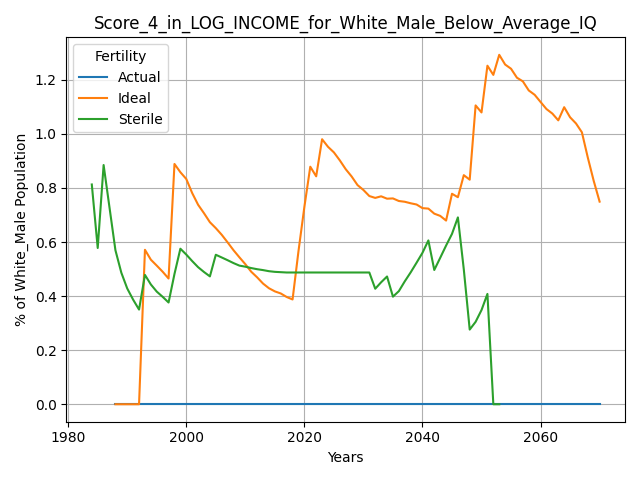 Score_4_in_LOG_INCOME_for_White_Male_Below_Average_IQ
Fertility
Actual
Ideal
Sterile
% of White_Male Population
1.2
1.0
0.8
0.6
0.4
0.2
0.0
1980
2000
2020
2040
2060
Years